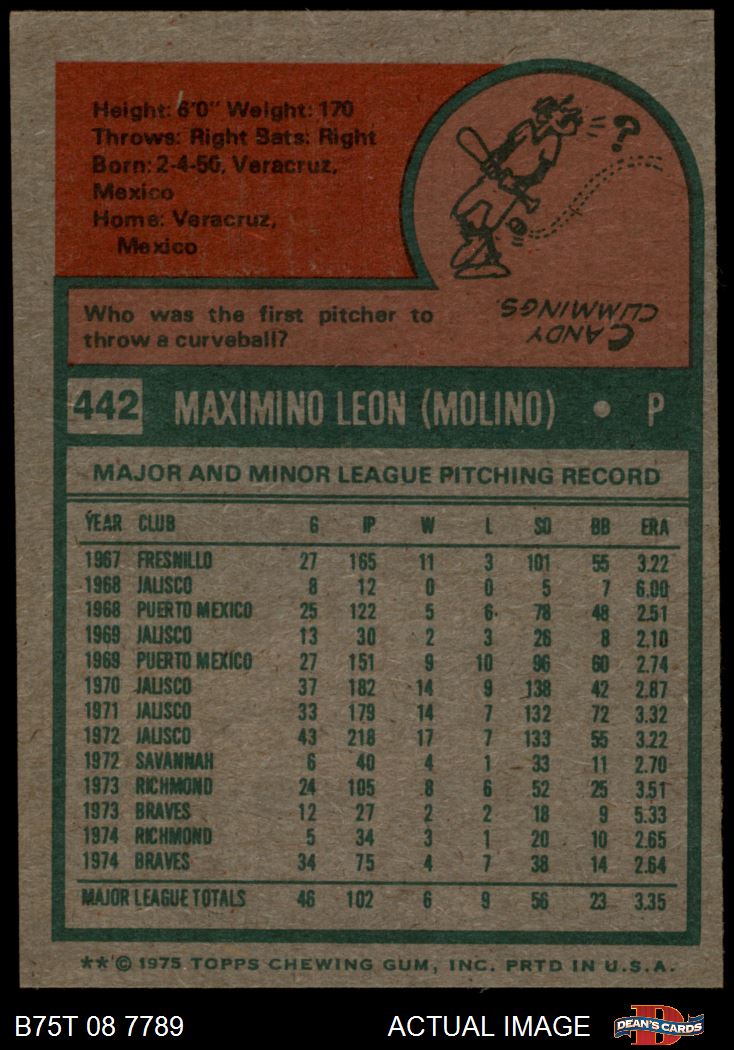 Height: 6'0" Weight: 170
Throws: Right Bats: Right
Born: 2-4-50, Veracruz,
Mexico
Home: Veracruz,
Mexico
?
Who was the first pitcher to
throw a curveball?
CANDY
CUMMINGS.
442 MAXIMINO LEON (MOLINO) • P
MAJOR AND MINOR LEAGUE PITCHING RECORD
YEAR CLUB G IP W L SO BB ERA
1967 FRESNILLO 27 165 11 3 101 55 3.22
1968 JALISCO 8 12 0 0 5 7 6.00
1968 PUERTO MEXICO 25 122 5 6 78 48 2.51
1969 JALISCO 13 30 2 3 26 8 2.10
1969 PUERTO MEXICO 27 151 9 10 96 60 2.74
1970 JALISCO 37 182 14 9 138 42 2.87
1971 JALISCO 33 179 14 7 132 72 3.32
1972 JALISCO 43 218 17 7 133 55 3.22
1972 SAVANNAH 6 40 4 1 33 11 2.70
1973 RICHMOND 24 105 8 6 52 25 3.51
1973 BRAVES 12 27 2 2 18 9 5.33
1974 RICHMOND 5 34 3 1 20 10 2.65
1974 BRAVES 34 75 4 7 38 14 2.64
MAJOR LEAGUE TOTALS 46 102 6 9 56 23 3.35
**© 1975 TOPPS CHEWING GUM, INC. PRTD IN U.S.A.
B75T 08 7789 ACTUAL IMAGE D DEAN'S CARDS